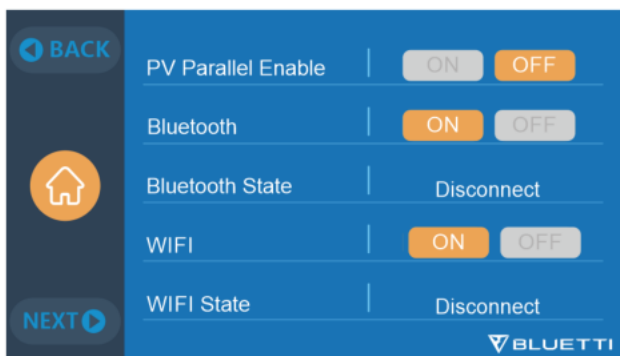 BACK
PV Parallel Enable ON OFF
Bluetooth ON OFF
Bluetooth State Disconnect
WIFI ON OFF
WIFI State Disconnect
NEXT
BLUETTI